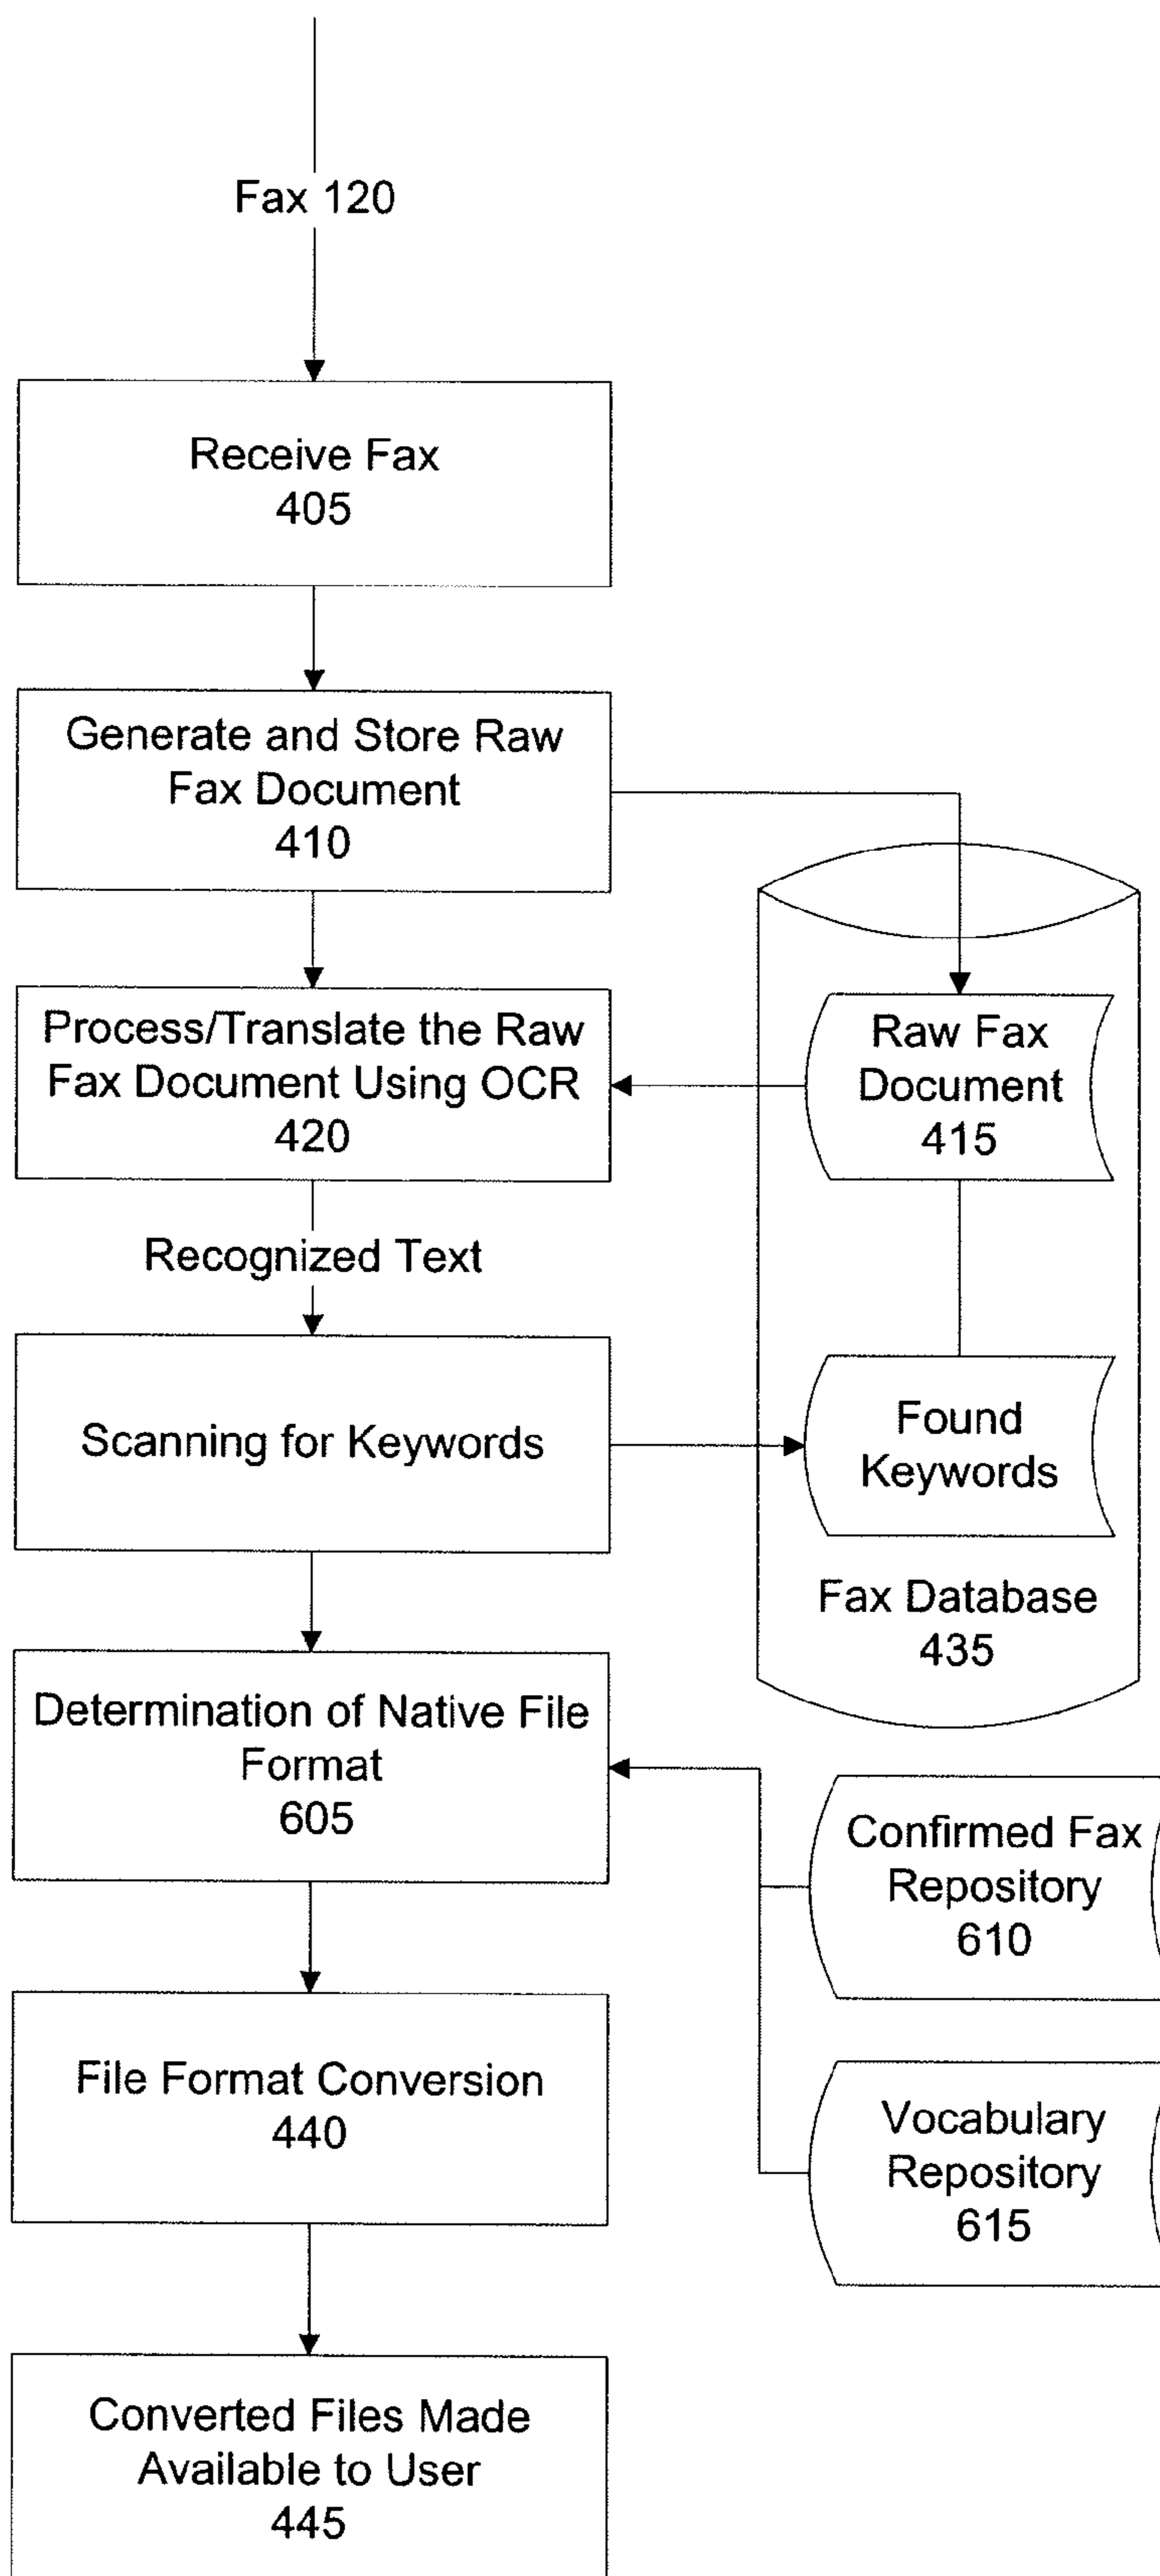 Fax 120
Receive Fax
405
Generate and Store Raw
Fax Document
410
Process/Translate the Raw
Fax Document Using OCR
420
Raw Fax
Document
415
Recognized Text
Scanning for Keywords
Found
Keywords
Fax Database
435
Determination of Native File
Format
605
Confirmed Fax
Repository
610
File Format Conversion
440
Vocabulary
Repository
615
Converted Files Made
Available to User
445